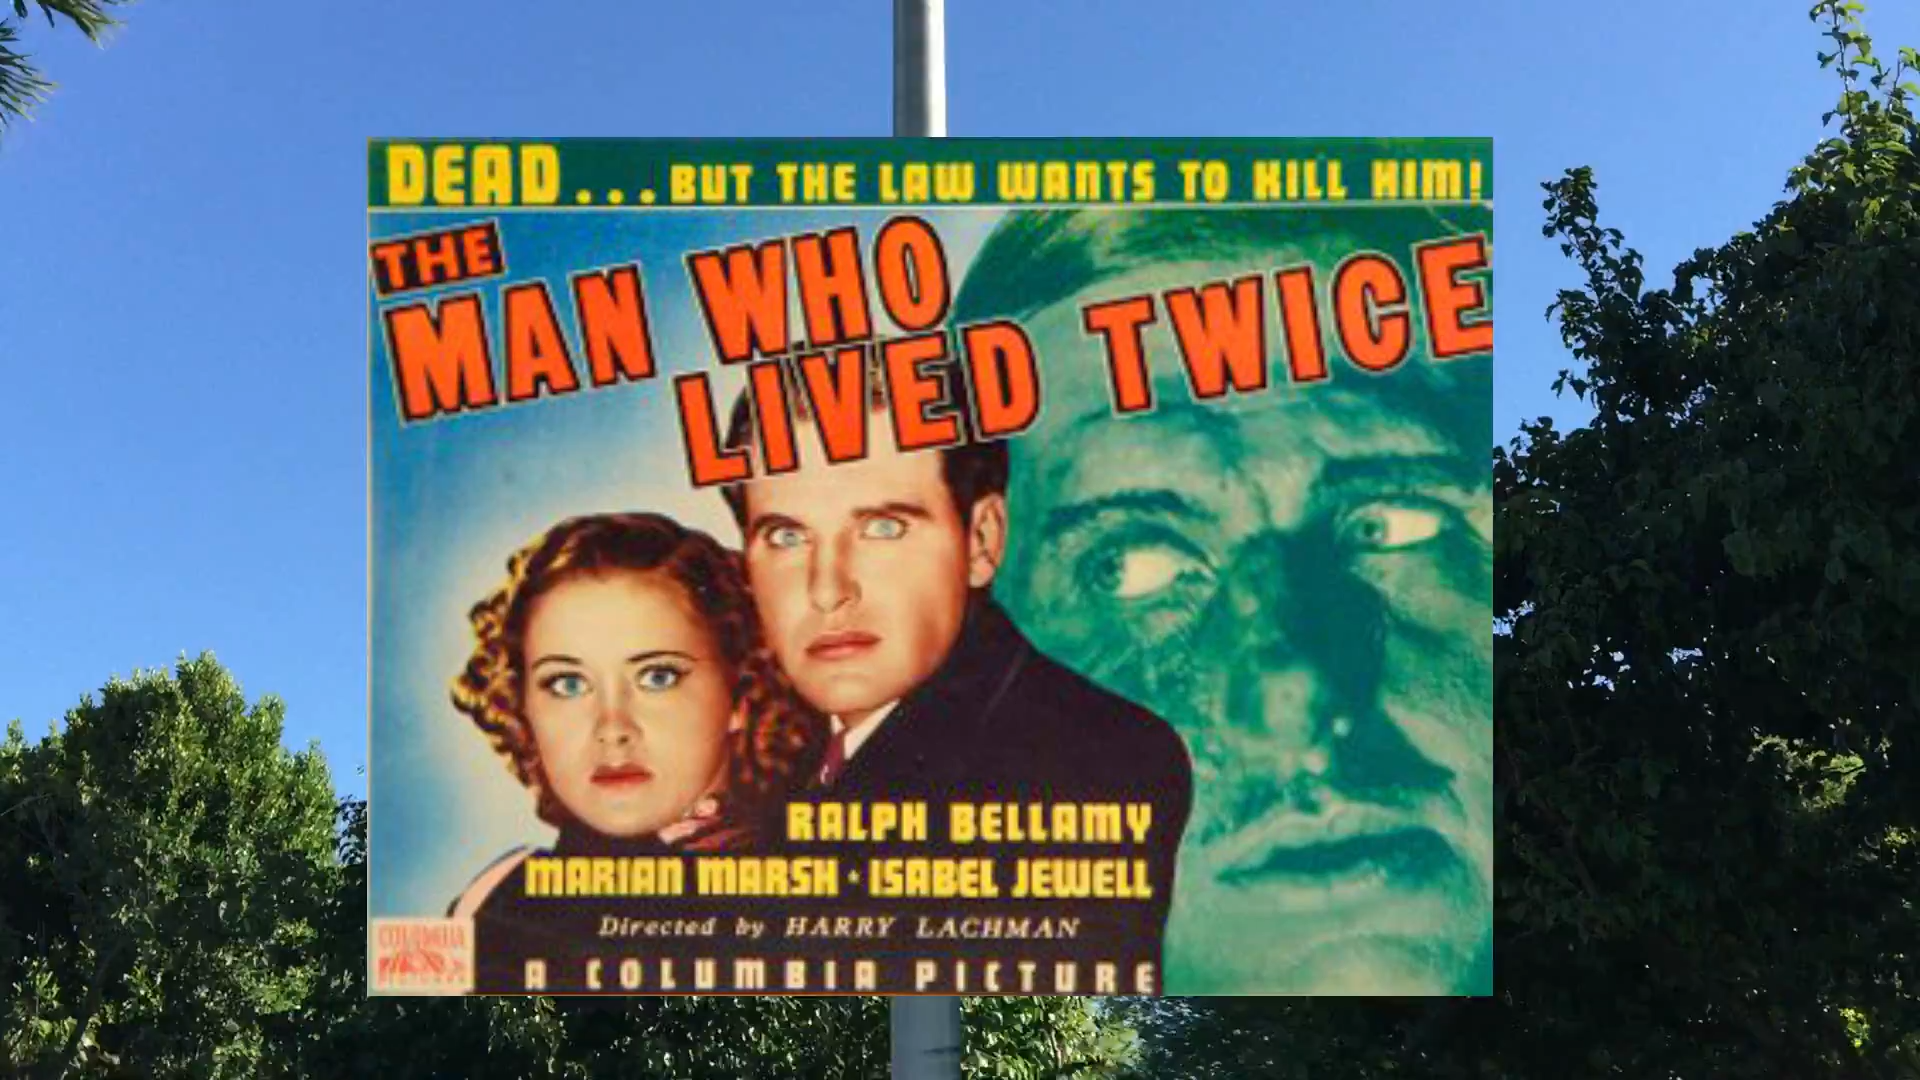 DEAD... BUT THE LAW WANTS TO KILL HIM!
THE
MAN WHO
LIVED TWICE
RALPH BELLAMY
MARIAN MARSH · ISABEL JEWELL
Directed by HARRY LACHMAN
COLUMBIA
A COLUMBIA PICTURE